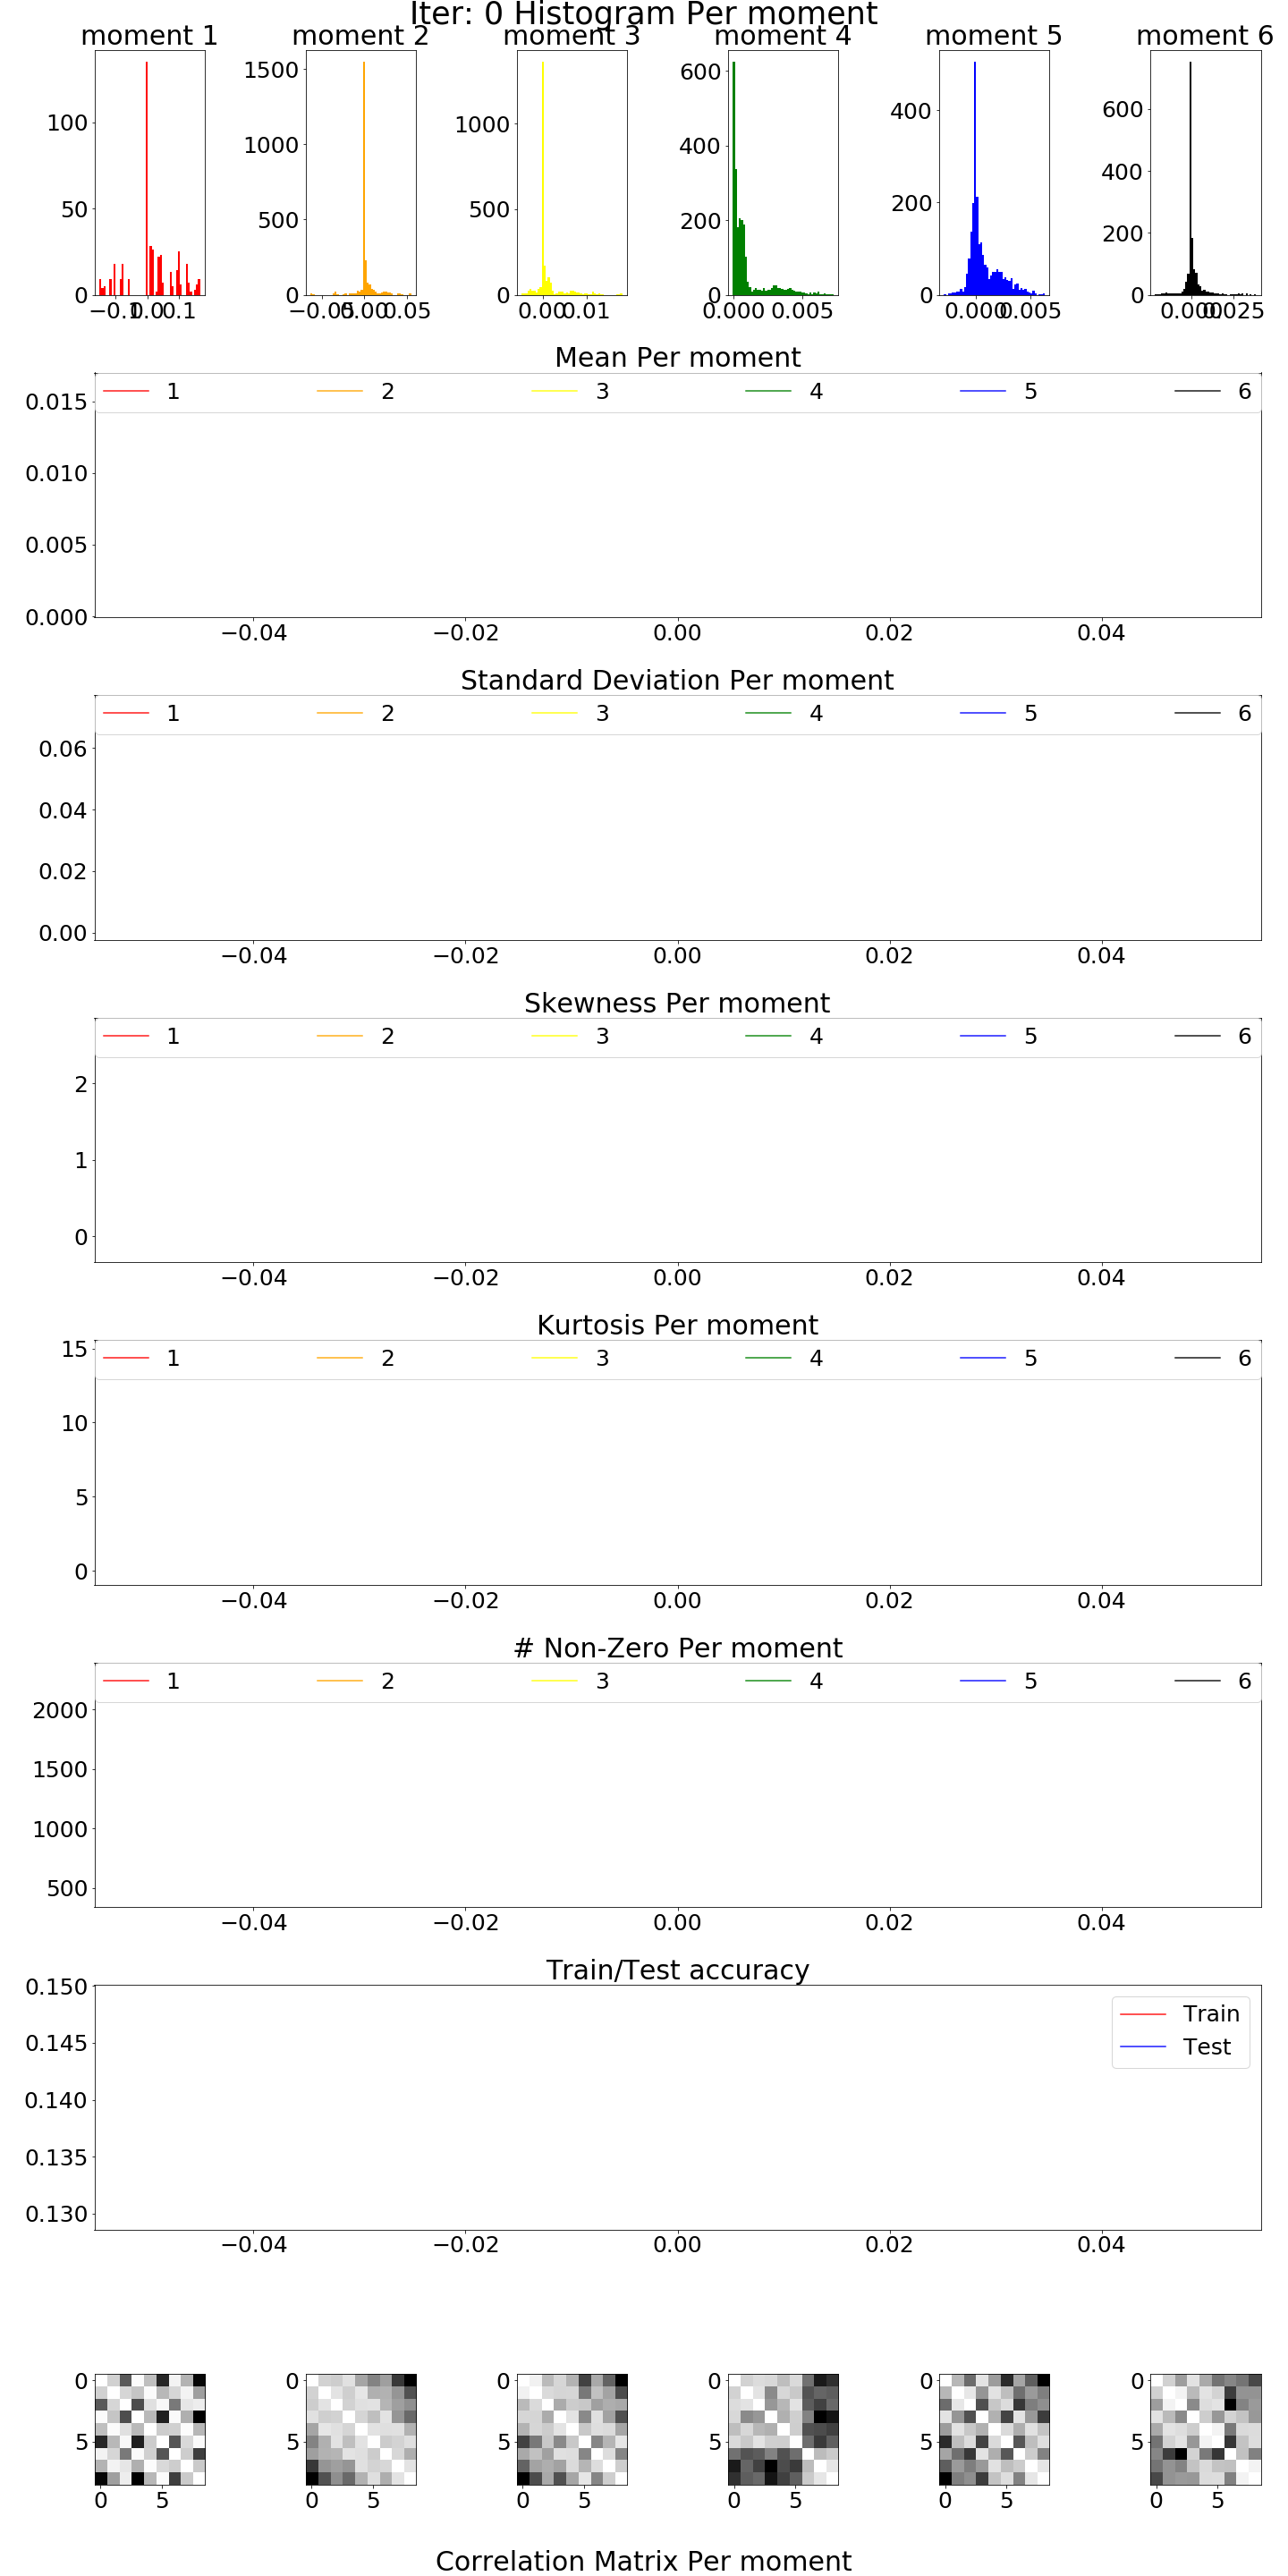 Iter: 0 Histogram Per moment
moment 1 moment 2 moment 3 moment 4 moment 5 moment 6
100
50
0
−0.1 0.0 0.1
1500
1000
500
0
−0.05 0.00 0.05
1000
500
0
0.00 0.01
600
400
200
0
0.000 0.005
400
200
0
0.000 0.005
600
400
200
0
0.000 0.025
Mean Per moment
1 2 3 4 5 6
0.015
0.010
0.005
0.000
−0.04 −0.02 0.00 0.02 0.04
Standard Deviation Per moment
1 2 3 4 5 6
0.06
0.04
0.02
0.00
−0.04 −0.02 0.00 0.02 0.04
Skewness Per moment
1 2 3 4 5 6
2
1
0
−0.04 −0.02 0.00 0.02 0.04
Kurtosis Per moment
1 2 3 4 5 6
15
10
5
0
−0.04 −0.02 0.00 0.02 0.04
# Non-Zero Per moment
1 2 3 4 5 6
2000
1500
1000
500
−0.04 −0.02 0.00 0.02 0.04
Train/Test accuracy
Train
Test
0.150
0.145
0.140
0.135
0.130
−0.04 −0.02 0.00 0.02 0.04
0 0 0 0 0 0
5 5 5 5 5 5
0 5 0 5 0 5 0 5 0 5 0 5
Correlation Matrix Per moment